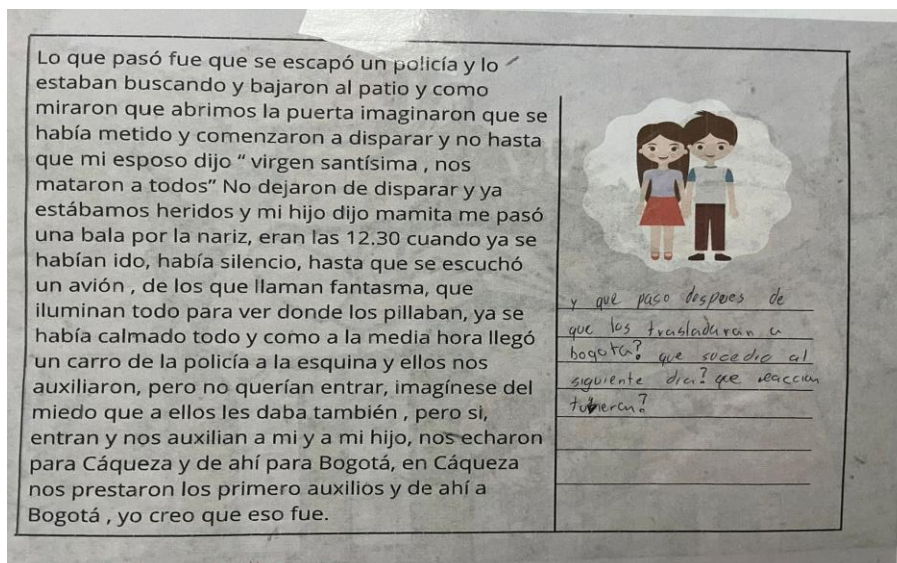 Lo que pasó fue que se escapó un policía y lo
estaban buscando y bajaron al patio y como
miraron que abrimos la puerta imaginaron que se
había metido y comenzaron a disparar y no hasta
que mi esposo dijo “ virgen santísima , nos
mataron a todos” No dejaron de disparar y ya
estábamos heridos y mi hijo dijo mamita me pasó
una bala por la nariz, eran las 12.30 cuando ya se
habían ido, había silencio, hasta que se escuchó
un avión , de los que llaman fantasma, que
iluminan todo para ver donde los pillaban, ya se
había calmado todo y como a la media hora llegó
un carro de la policía a la esquina y ellos nos
auxiliaron, pero no querían entrar, imagínese del
miedo que a ellos les daba también , pero si,
entran y nos auxilian a mi y a mi hijo, nos echaron
para Cáqueza y de ahí para Bogotá, en Cáqueza
nos prestaron los primero auxilios y de ahí a
Bogotá , yo creo que eso fue.
y que paso despues de
que los trasladaran a
bogota? que sucedio al
siguiente dia? que reaccion
tuvieran?